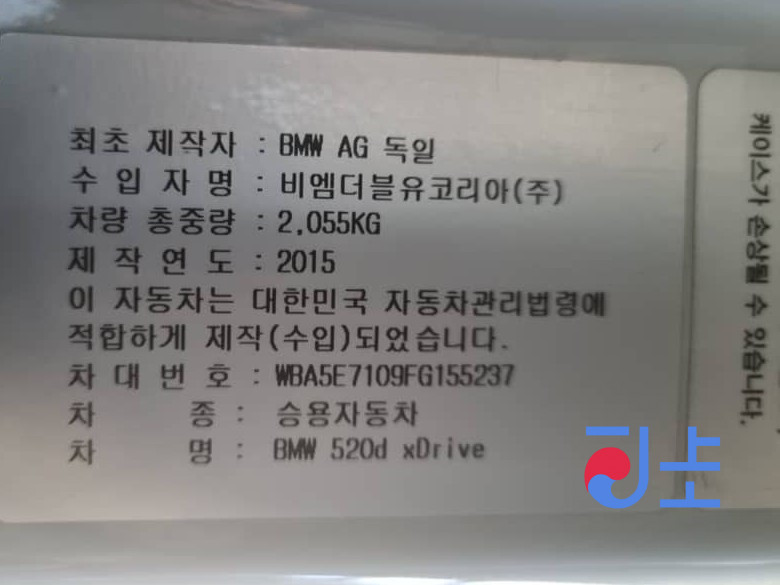 최초 제작자 : BMW AG 독일
수 입 자 명 : 비엠더블유코리아(주)
차량 총중량 : 2,055KG
제 작 연 도 : 2015
이 자동차는 대한민국 자동차관리법령에
적합하게 제작(수입)되었습니다.
차 대 번 호 : WBA5E7109FG155237
차 종 : 승용자동차
차 명 : BMW 520d xDrive
케이스가 손상될 수 있습니다.